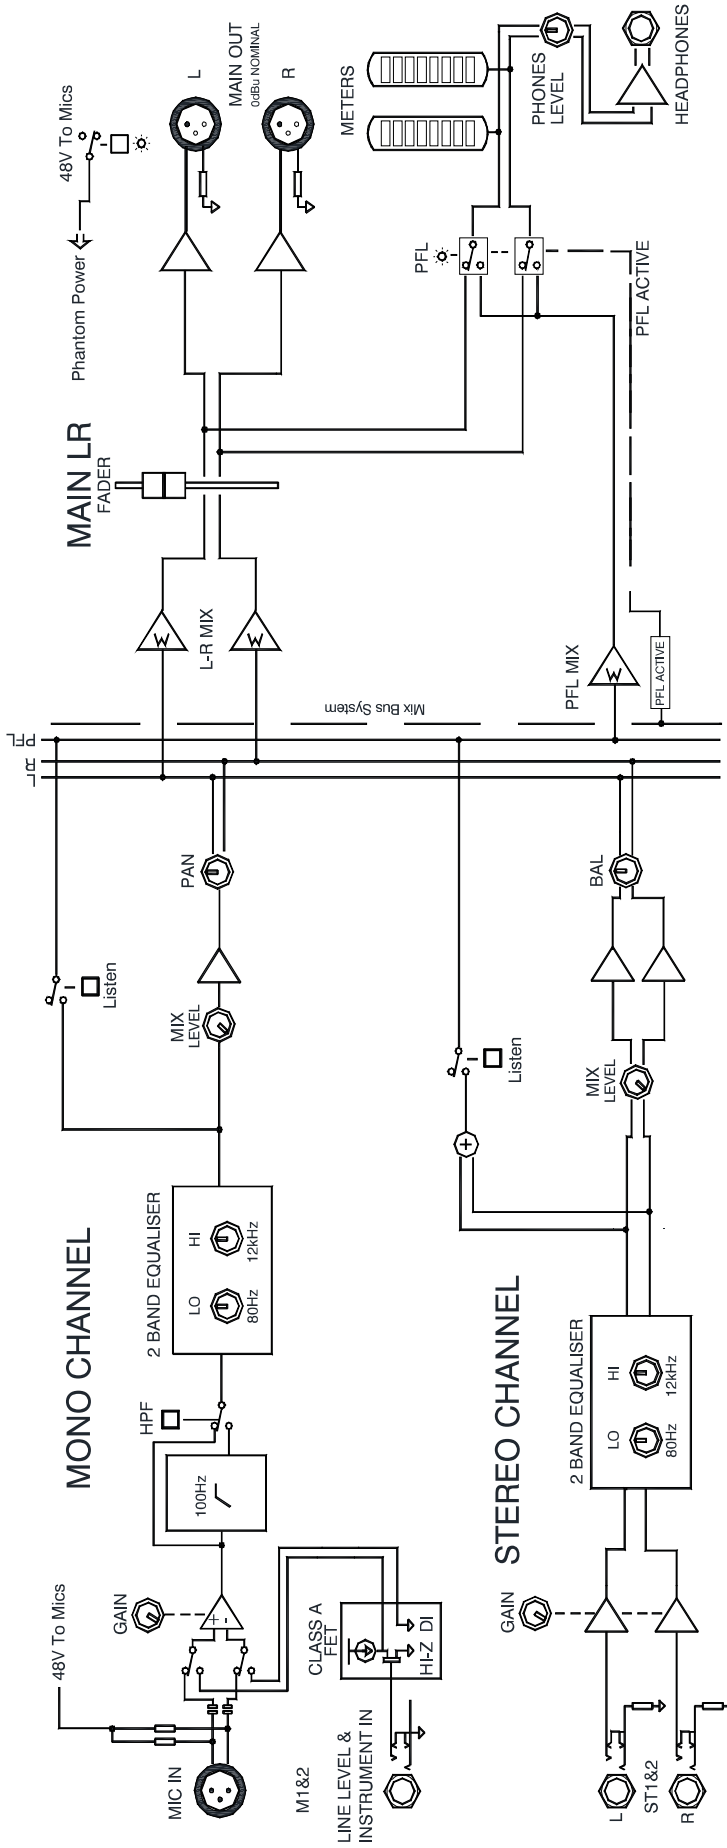 MONO CHANNEL
48V To Mics
MIC IN
GAIN
100Hz
HPF
2 BAND EQUALISER
LO
HI
80Hz
12kHz
+
-
Listen
MIX
LEVEL
PAN
M1&2
LINE LEVEL &
INSTRUMENT IN
CLASS A
FET
HI-Z DI
STEREO CHANNEL
L
ST1&2
R
GAIN
2 BAND EQUALISER
LO
HI
80Hz
12kHz
+
Listen
MIX
LEVEL
BAL
L
R
PFL
Mix Bus System
MAIN LR
FADER
L-R MIX
PFL MIX
PFL ACTIVE
Phantom Power
48V To Mics
L
MAIN OUT
0dBu NOMINAL
R
METERS
PFL
PFL ACTIVE
PHONES
LEVEL
HEADPHONES